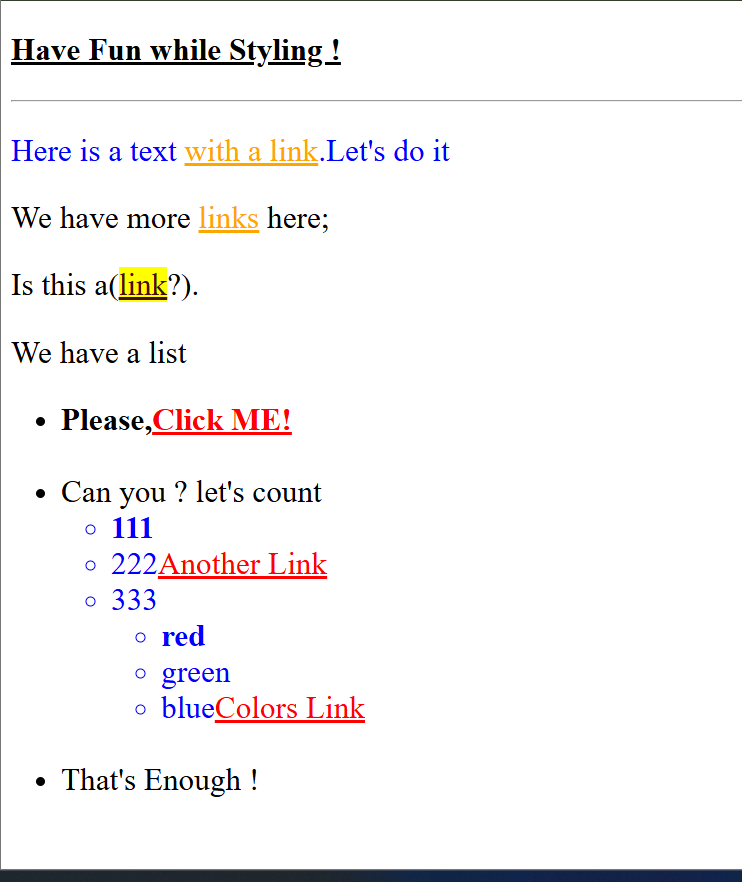 Have Fun while Styling !
Here is a text with a link.Let's do it
We have more links here;
Is this a(link?).
We have a list
Please,Click ME!
Can you ? let's count
111
222Another Link
333
red
green
blueColors Link
That's Enough !